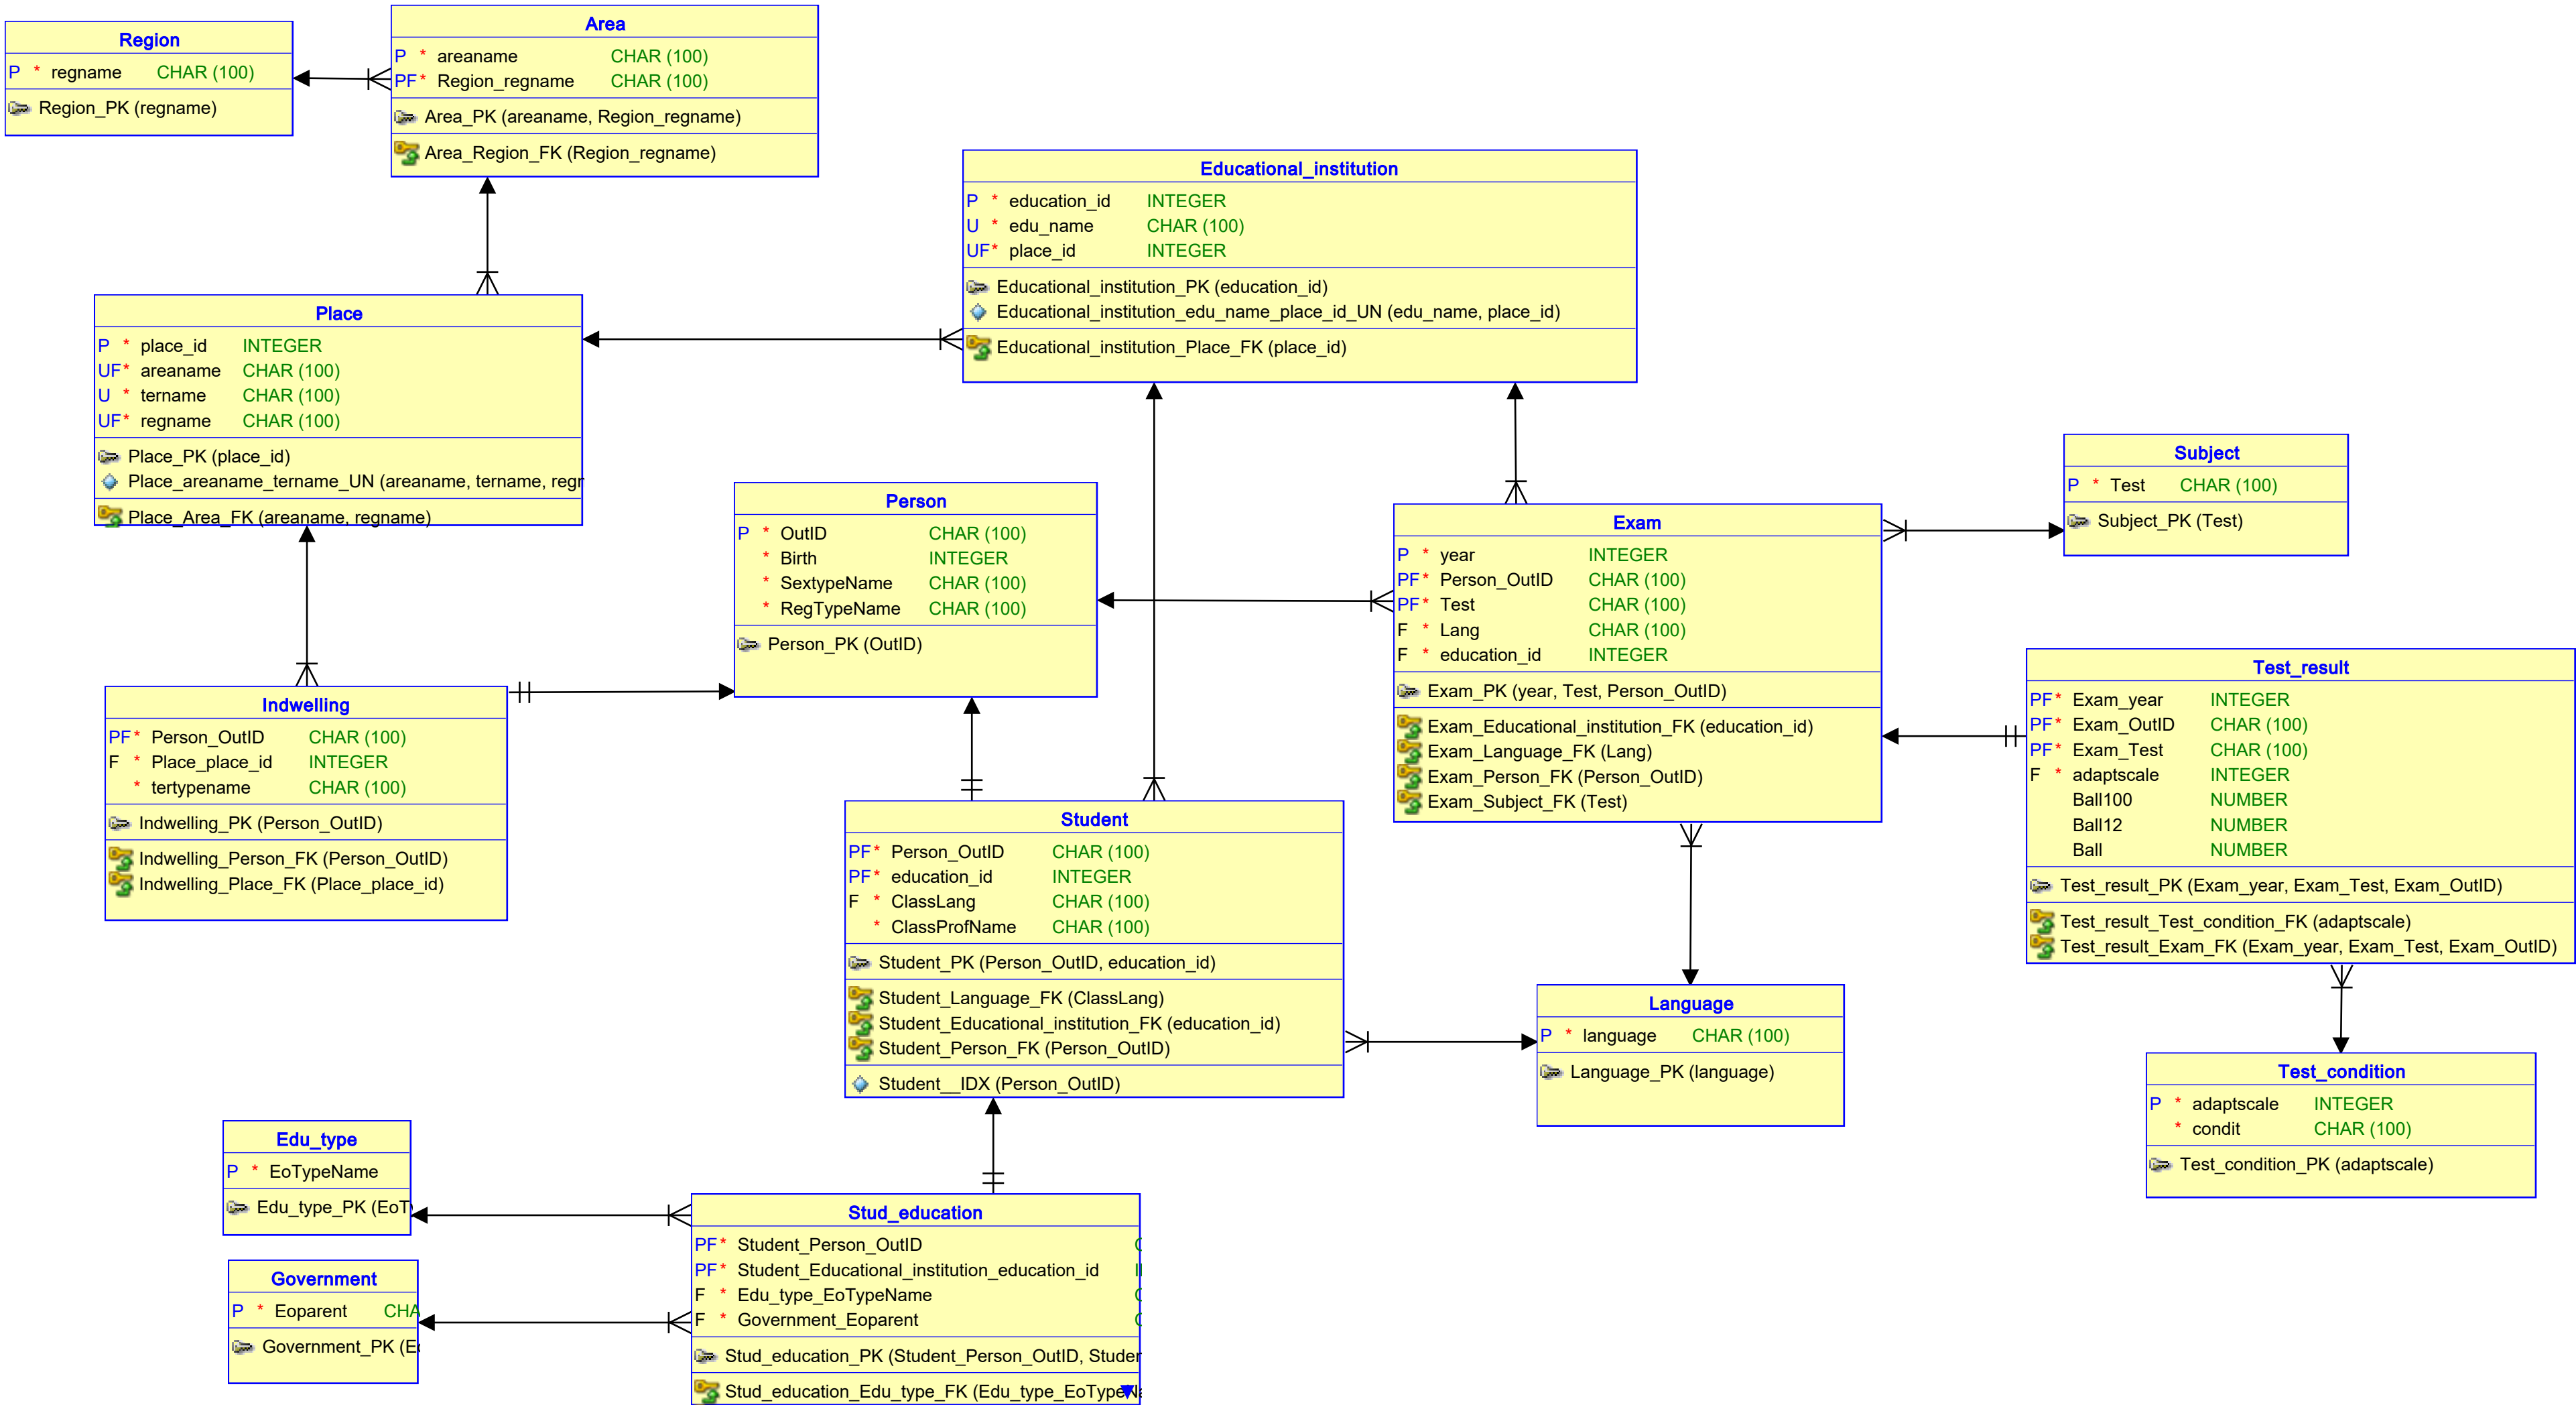 Region
P * regname CHAR (100)
Region_PK (regname)
Area
P * areaname CHAR (100)
PF* Region_regname CHAR (100)
Area_PK (areaname, Region_regname)
Area_Region_FK (Region_regname)
Educational_institution
P * education_id INTEGER
U * edu_name CHAR (100)
UF* place_id INTEGER
Educational_institution_PK (education_id)
Educational_institution_edu_name_place_id_UN (edu_name, place_id)
Educational_institution_Place_FK (place_id)
Place
P * place_id INTEGER
UF* areaname CHAR (100)
U * tername CHAR (100)
UF* regname CHAR (100)
Place_PK (place_id)
Place_areaname_tername_UN (areaname, tername, regr
Place_Area_FK (areaname, regname)
Person
P * OutID CHAR (100)
* Birth INTEGER
* SextypeName CHAR (100)
* RegTypeName CHAR (100)
Person_PK (OutID)
Exam
P * year INTEGER
PF* Person_OutID CHAR (100)
PF* Test CHAR (100)
F * Lang CHAR (100)
F * education_id INTEGER
Exam_PK (year, Test, Person_OutID)
Exam_Educational_institution_FK (education_id)
Exam_Language_FK (Lang)
Exam_Person_FK (Person_OutID)
Exam_Subject_FK (Test)
Subject
P * Test CHAR (100)
Subject_PK (Test)
Test_result
PF* Exam_year INTEGER
PF* Exam_OutID CHAR (100)
PF* Exam_Test CHAR (100)
F * adaptscale INTEGER
Ball100 NUMBER
Ball12 NUMBER
Ball NUMBER
Test_result_PK (Exam_year, Exam_Test, Exam_OutID)
Test_result_Test_condition_FK (adaptscale)
Test_result_Exam_FK (Exam_year, Exam_Test, Exam_OutID)
Indwelling
PF* Person_OutID CHAR (100)
F * Place_place_id INTEGER
* tertypename CHAR (100)
Indwelling_PK (Person_OutID)
Indwelling_Person_FK (Person_OutID)
Indwelling_Place_FK (Place_place_id)
Student
PF* Person_OutID CHAR (100)
PF* education_id INTEGER
F * ClassLang CHAR (100)
* ClassProfName CHAR (100)
Student_PK (Person_OutID, education_id)
Student_Language_FK (ClassLang)
Student_Educational_institution_FK (education_id)
Student_Person_FK (Person_OutID)
Student__IDX (Person_OutID)
Language
P * language CHAR (100)
Language_PK (language)
Test_condition
P * adaptscale INTEGER
* condit CHAR (100)
Test_condition_PK (adaptscale)
Edu_type
P * EoTypeName
Edu_type_PK (EoT
Government
P * Eoparent CHA
Government_PK (E
Stud_education
PF* Student_Person_OutID
PF* Student_Educational_institution_education_id
F * Edu_type_EoTypeName
F * Government_Eoparent
Stud_education_PK (Student_Person_OutID, Studer
Stud_education_Edu_type_FK (Edu_type_EoType